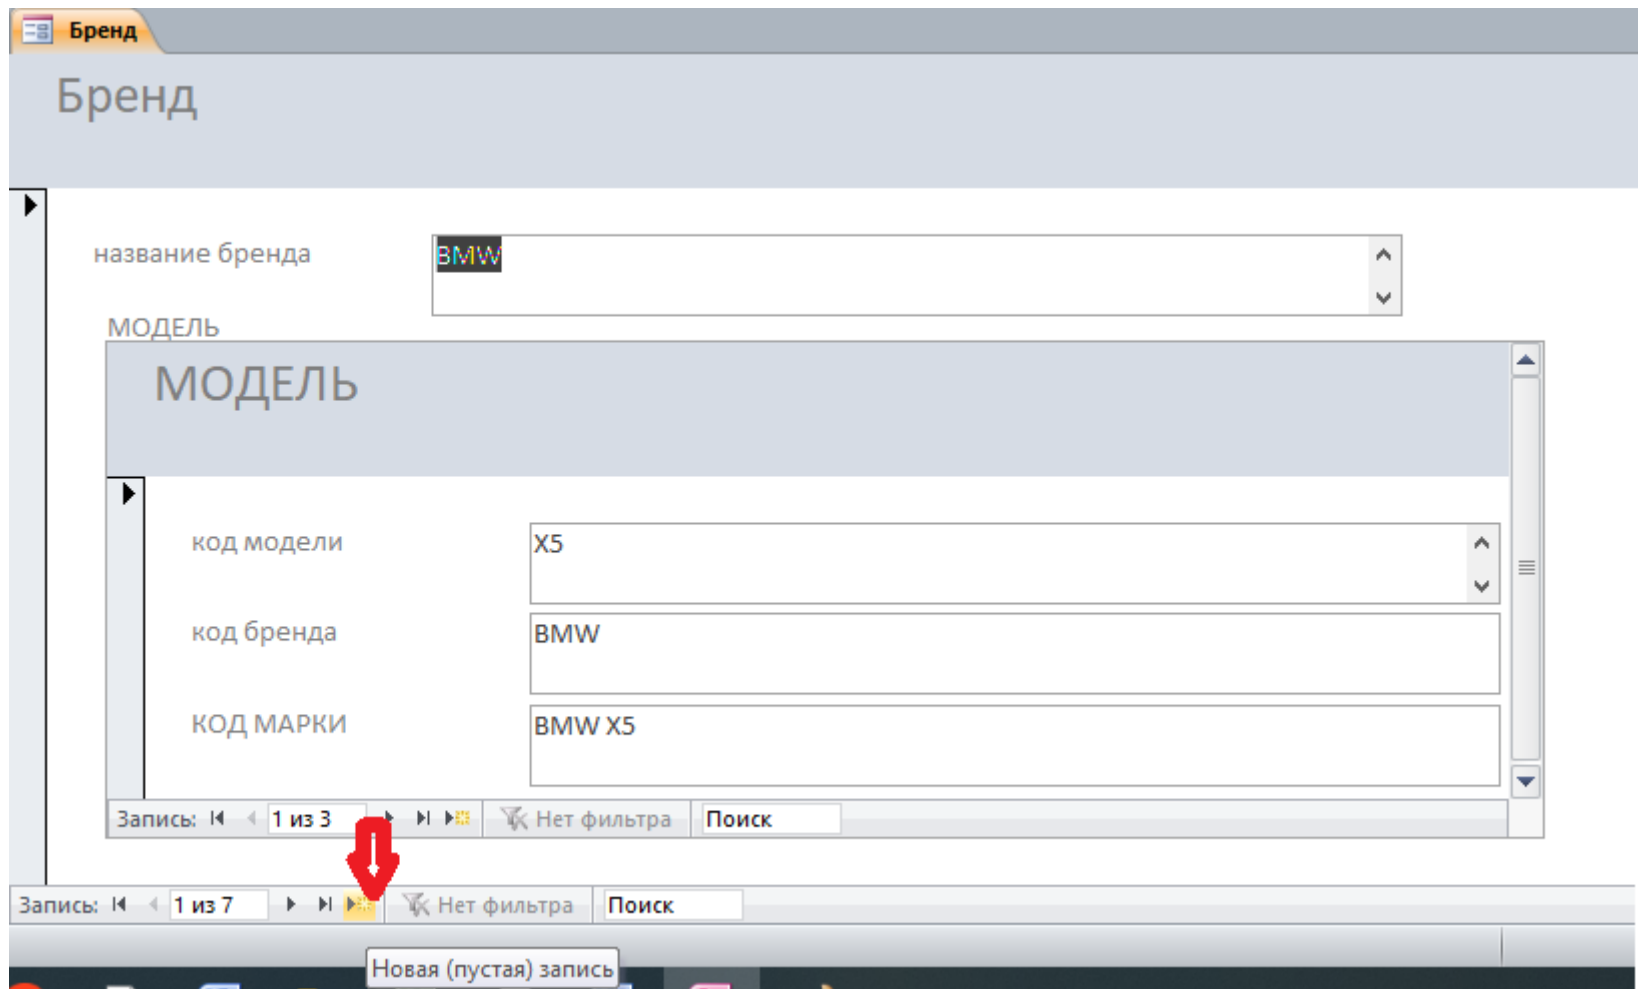 Бренд
Бренд
название бренда
BMW
МОДЕЛЬ
МОДЕЛЬ
код модели
X5
код бренда
BMW
КОД МАРКИ
BMW X5
Запись: 1 из 3 Нет фильтра Поиск
Запись: 1 из 7 Нет фильтра Поиск
Новая (пустая) запись